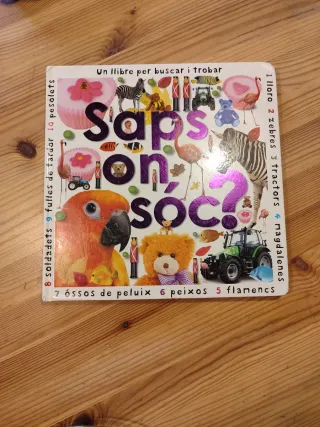 Un llibre per buscar i trobar
Saps
on
sóc?
1 lloro 2 zebres 3 tractors 4 magdalenes
5 flamencs
6 peixos
7 óssos de peluix
8 soldadets 9 fulles de tardor 10 pèsolets